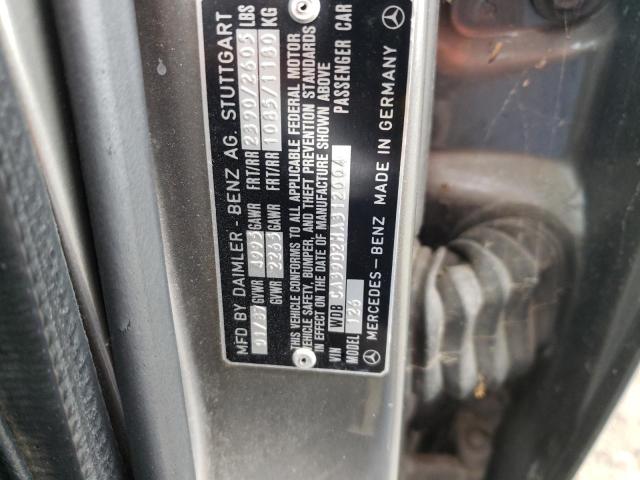 MFD BY DAIMLER-BENZ AG. STUTTGART
01/87 GVWR 4995 GAWR FRT/RR 2390/2605 LBS
GVWR 2265 GAWR FRT/RR 1085/1180 KG
THIS VEHICLE CONFORMS TO ALL APPLICABLE FEDERAL MOTOR
VEHICLE SAFETY, BUMPER, AND THEFT PREVENTION STANDARDS
IN EFFECT ON THE DATE OF MANUFACTURE SHOWN ABOVE
VIN WDB PASSENGER CAR
MODEL 126
MERCEDES-BENZ MADE IN GERMANY